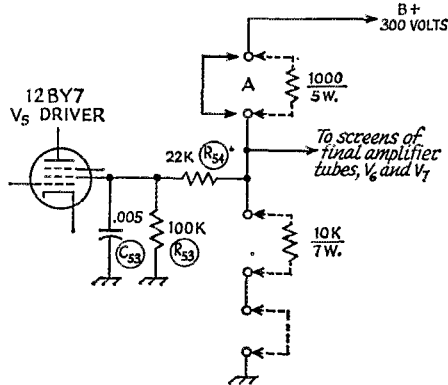 B+
300 VOLTS
12BY7
V5 DRIVER
A
1000
5W.
22K R54
To screens of
final amplifier
tubes, V6 and V7
.005
C53
100K
R53
10K
7W.